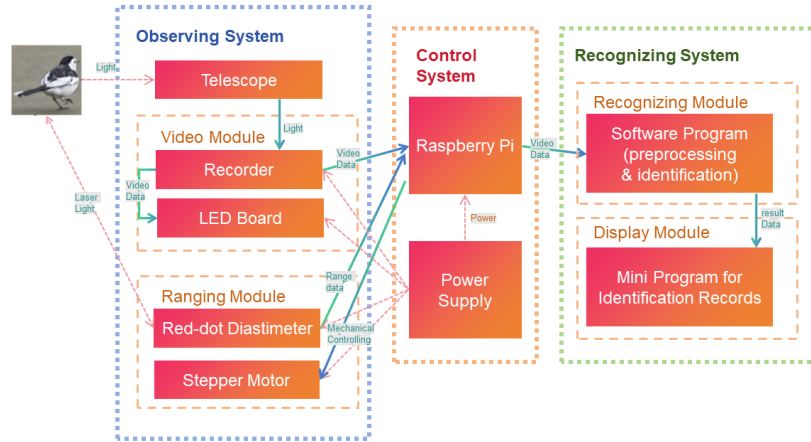 Observing System
Light
Telescope
Light
Video Module
Recorder
Video
Data
LED Board
Video
Data
Laser
Light
Ranging Module
Range
data
Red-dot Diastimeter
Mechanical
Controlling
Stepper Motor
Control
System
Raspberry Pi
Power
Power
Supply
Video
Data
Recognizing System
Recognizing Module
Software Program
(preprocessing
& identification)
result
Data
Display Module
Mini Program for
Identification Records